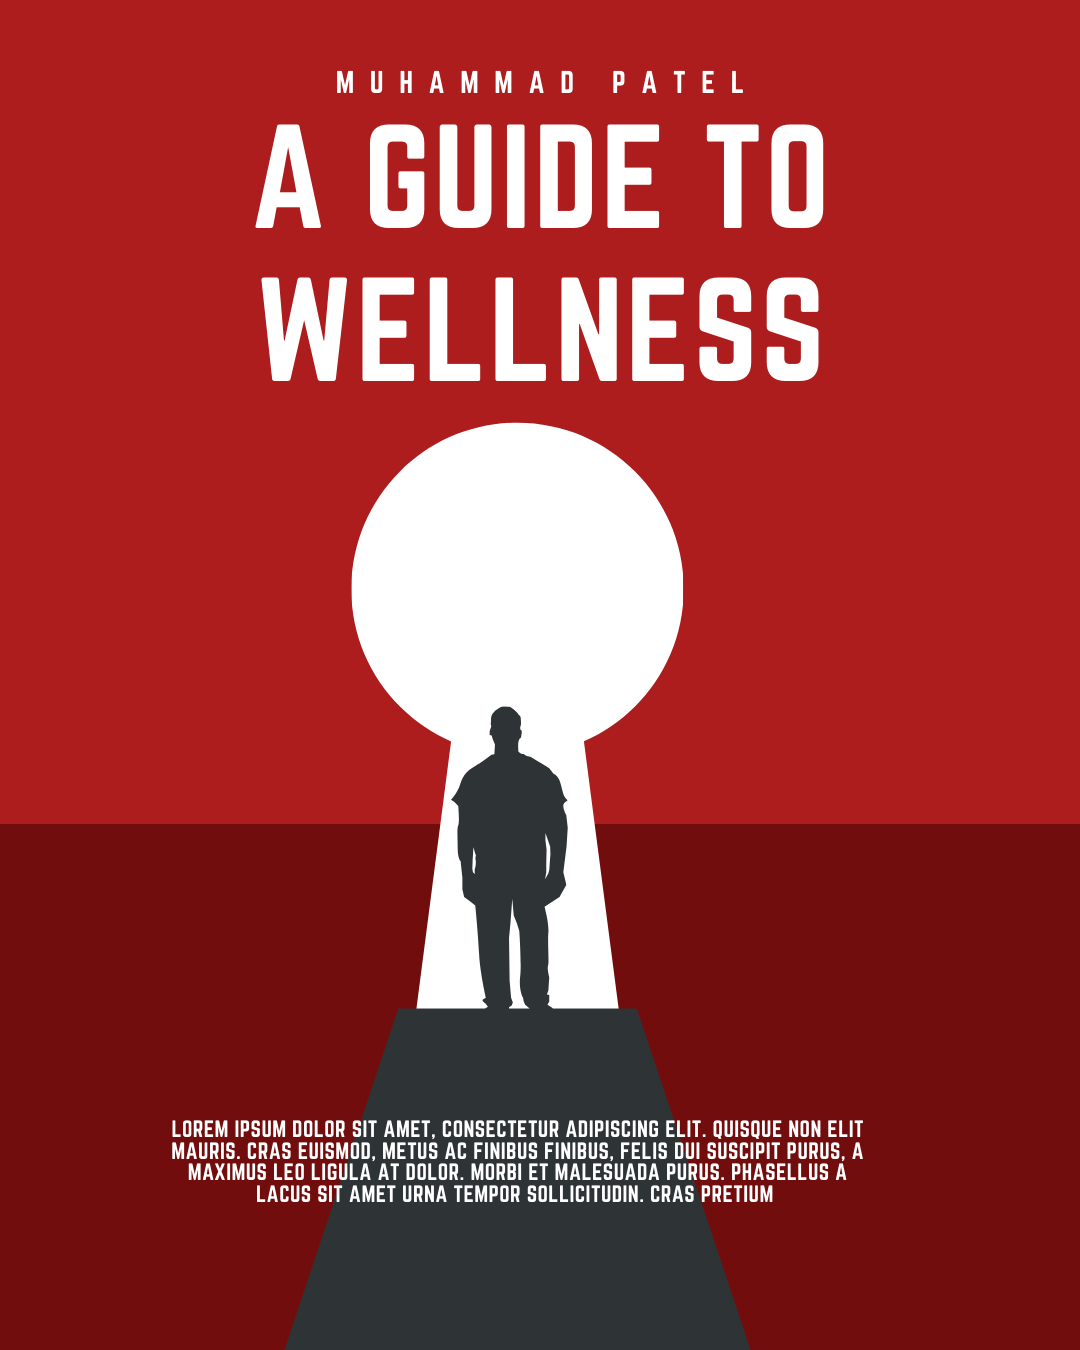 MUHAMMAD PATEL
A GUIDE TO
WELLNESS
LOREM IPSUM DOLOR SIT AMET, CONSECTETUR ADIPISCING ELIT. QUISQUE NON ELIT
MAURIS. CRAS EUISMOD, METUS AC FINIBUS FINIBUS, FELIS DUI SUSCIPIT PURUS, A
MAXIMUS LEO LIGULA AT DOLOR. MORBI ET MALESUADA PURUS. PHASELLUS A
LACUS SIT AMET URNA TEMPOR SOLLICITUDIN. CRAS PRETIUM